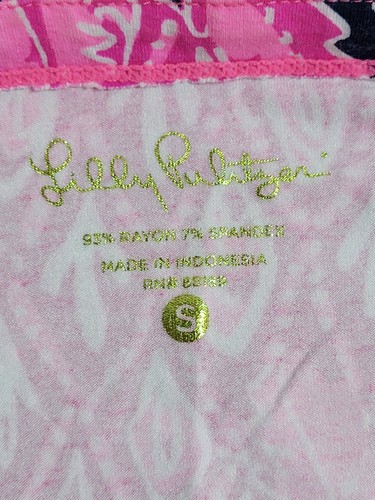 Lilly Pulitzer
93% RAYON 7% SPANDEX
MADE IN INDONESIA
RN#
S